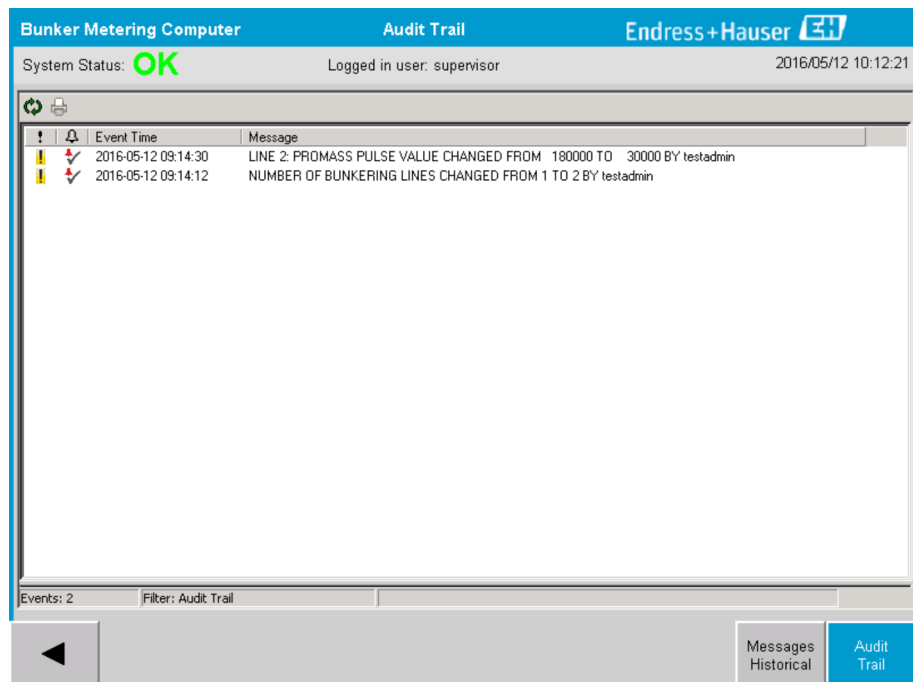 Bunker Metering Computer Audit Trail Endress+Hauser EH
System Status: OK Logged in user: supervisor 2016/05/12 10:12:21
! Event Time Message
! 2016-05-12 09:14:30 LINE 2: PROMASS PULSE VALUE CHANGED FROM 180000 TO 30000 BY testadmin
! 2016-05-12 09:14:12 NUMBER OF BUNKERING LINES CHANGED FROM 1 TO 2 BY testadmin
Events: 2 Filter: Audit Trail
Messages Audit
Historical Trail